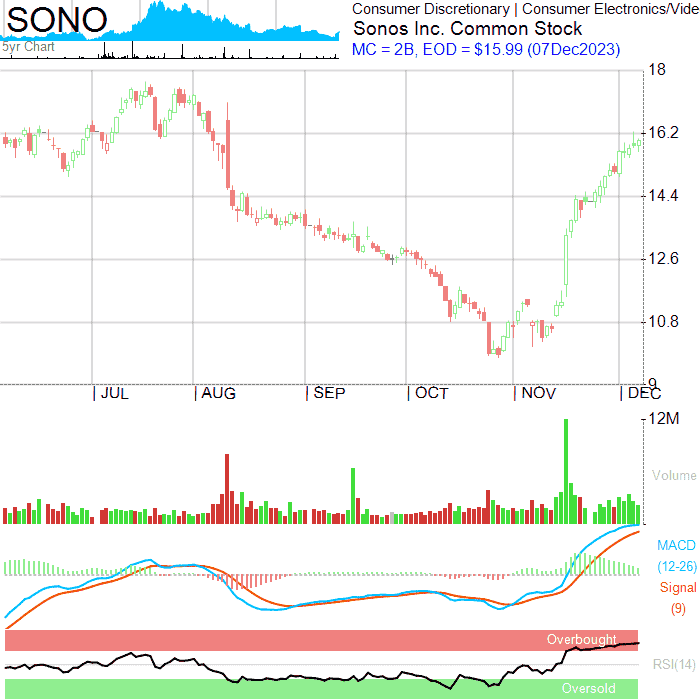 SONO
5yr Chart
Consumer Discretionary | Consumer Electronics/Vide
Sonos Inc. Common Stock
MC = 2B, EOD = $15.99 (07Dec2023)
18
16.2
14.4
12.6
10.8
9
JUL AUG SEP OCT NOV DEC
12M
Volume
MACD
(12-26)
Signal
(9)
Overbought
RSI(14)
Oversold